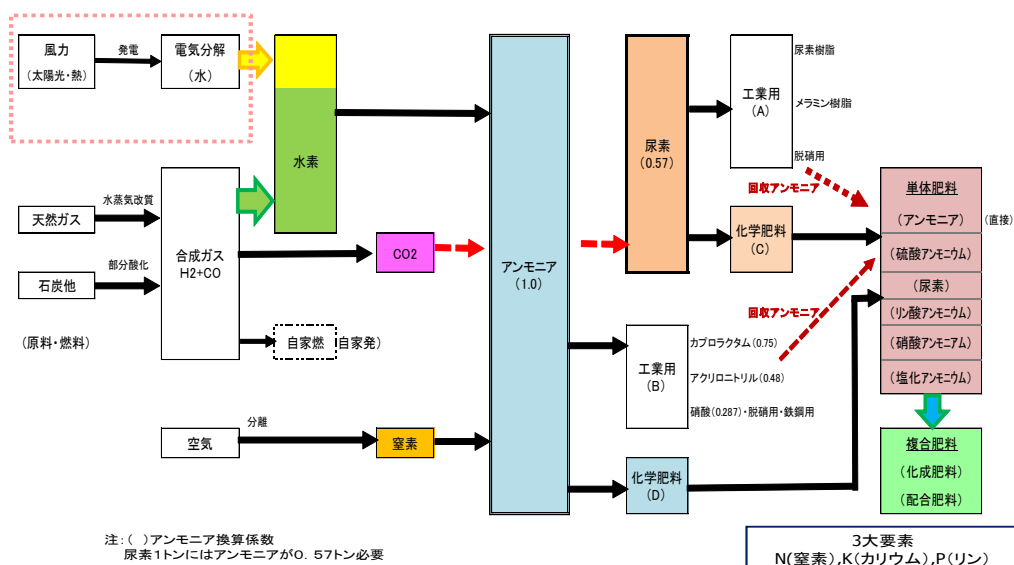 風力
(太陽光・熱)
発電
電気分解
(水)
水素
水蒸気改質
天然ガス
部分酸化
石炭他
(原料・燃料)
合成ガス
H2+CO
CO2
自家燃
自家発)
空気
分離
窒素
アンモニア
(1.0)
尿素
(0.57)
工業用
(A)
尿素樹脂
メラミン樹脂
脱硝用
回収アンモニア
化学肥料
(C)
回収アンモニア
工業用
(B)
カプロラクタム(0.75)
アクリロニトリル(0.48)
硝酸(0.287)・脱硝用・鉄鋼用
化学肥料
(D)
単体肥料
(アンモニア)
(直接)
(硫酸アンモニウム)
(尿素)
(リン酸アンモニウム)
(硝酸アンモニアム)
(塩化アンモニウム)
複合肥料
(化成肥料)
(配合肥料)
注:( )アンモニア換算係数
尿素1トンにはアンモニアが0.57トン必要
3大要素
N(窒素),K(カリウム),P(リン)